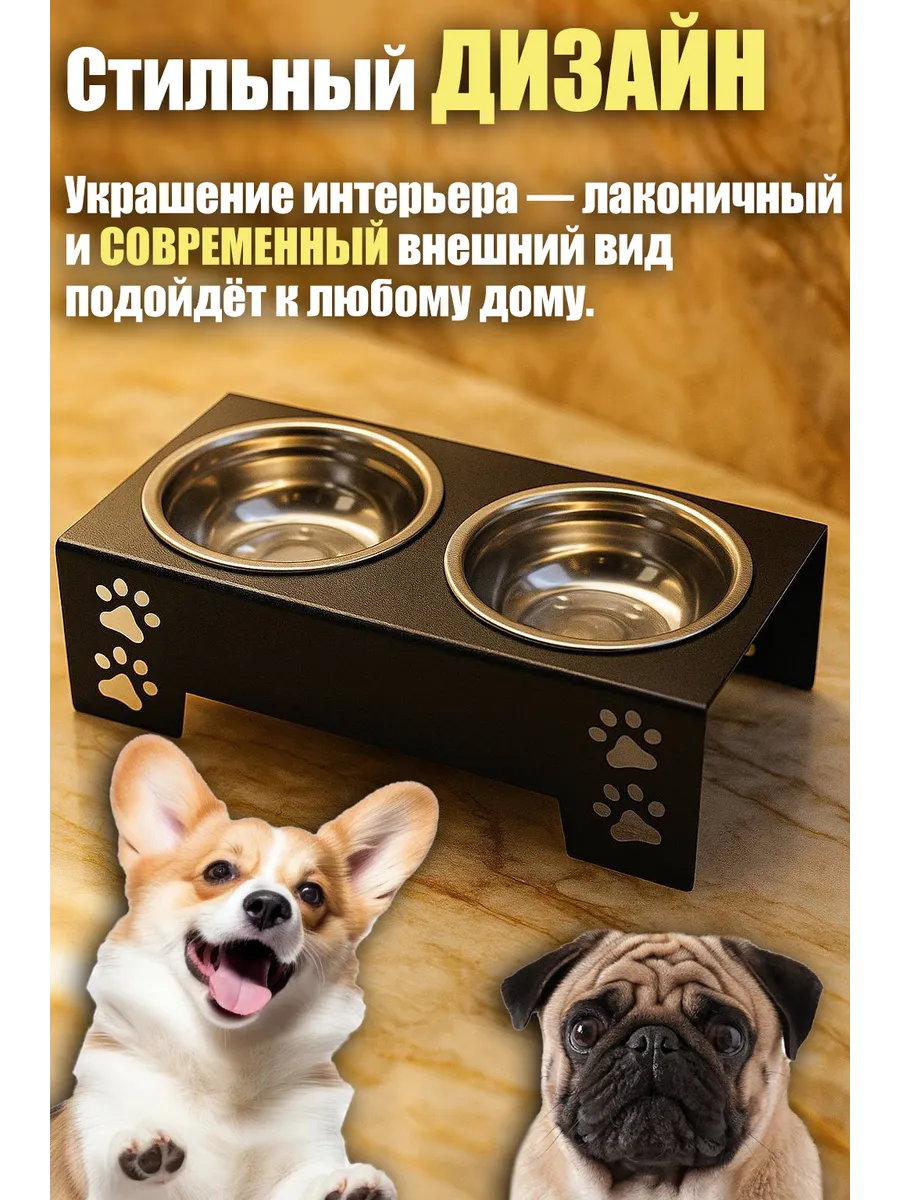 Стильный ДИЗАЙН
Украшение интерьера — лаконичный
и СОВРЕМЕННЫЙ внешний вид
подойдёт к любому дому.